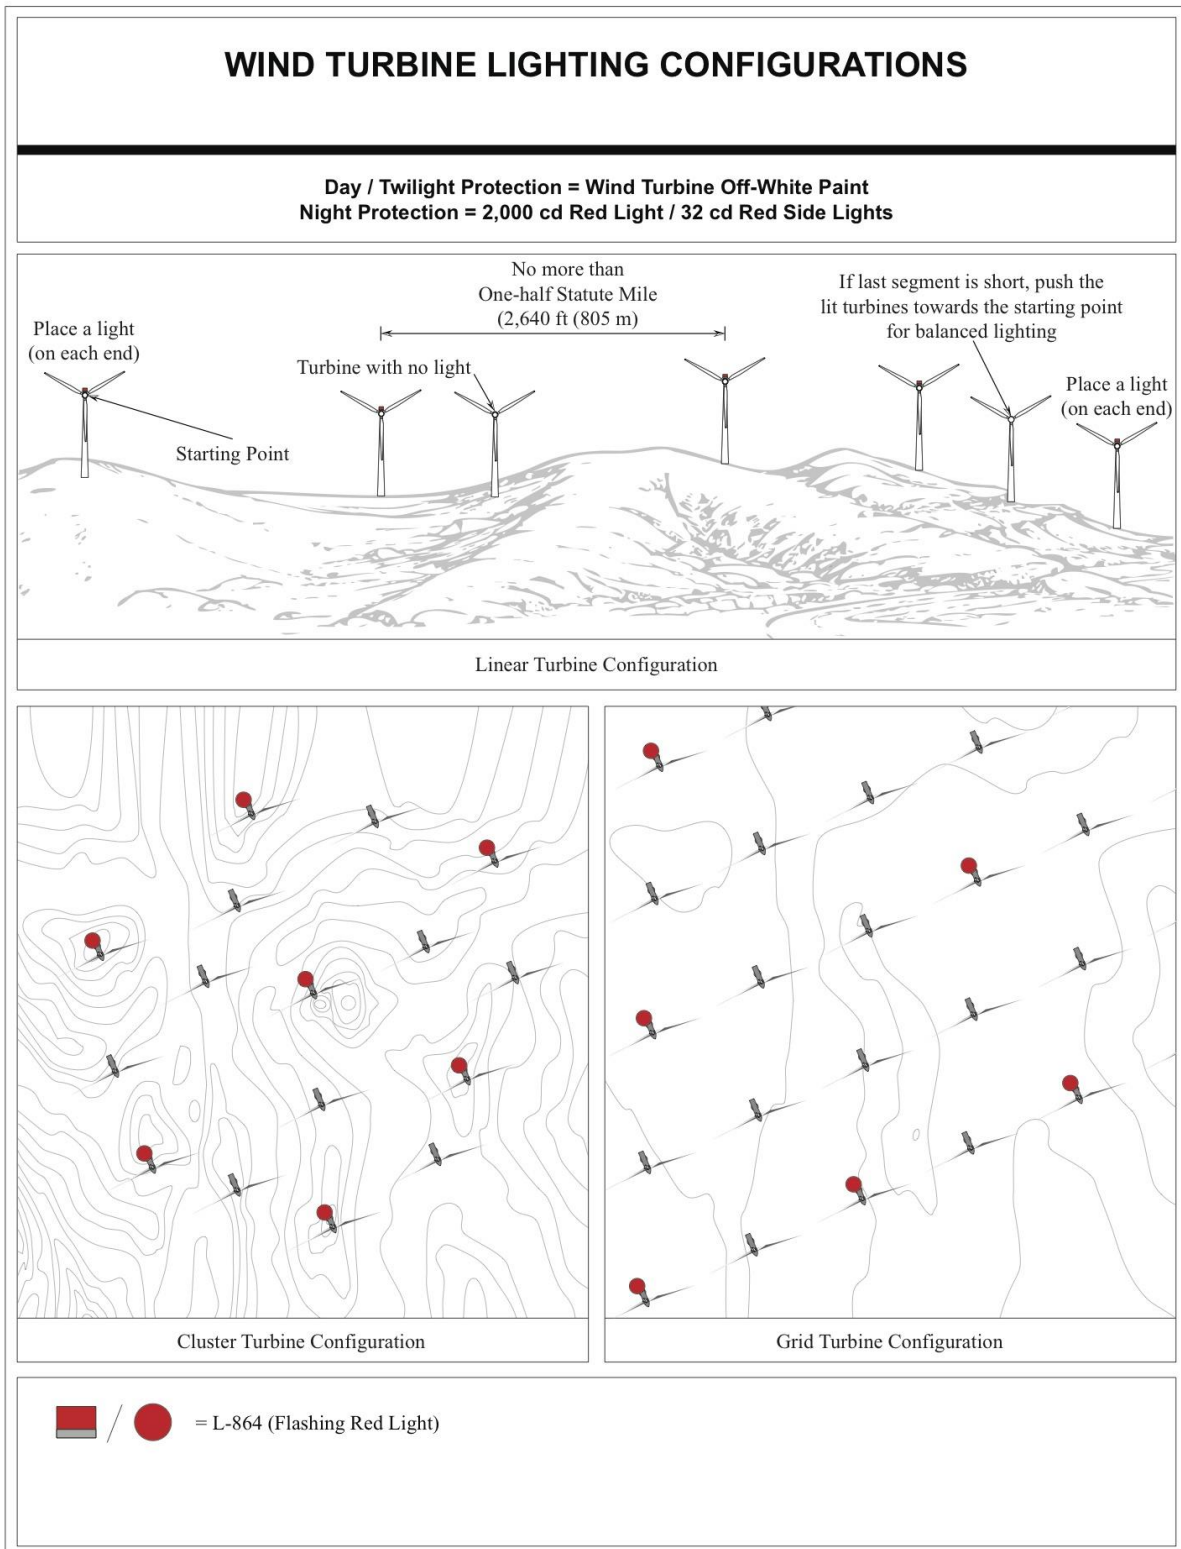 WIND TURBINE LIGHTING CONFIGURATIONS
Day / Twilight Protection = Wind Turbine Off-White Paint
Night Protection = 2,000 cd Red Light / 32 cd Red Side Lights
No more than
One-half Statute Mile
(2,640 ft (805 m)
If last segment is short, push the
lit turbines towards the starting point
for balanced lighting
Place a light
(on each end)
Turbine with no light
Place a light
(on each end)
Starting Point
Linear Turbine Configuration
Cluster Turbine Configuration
Grid Turbine Configuration
/ = L-864 (Flashing Red Light)